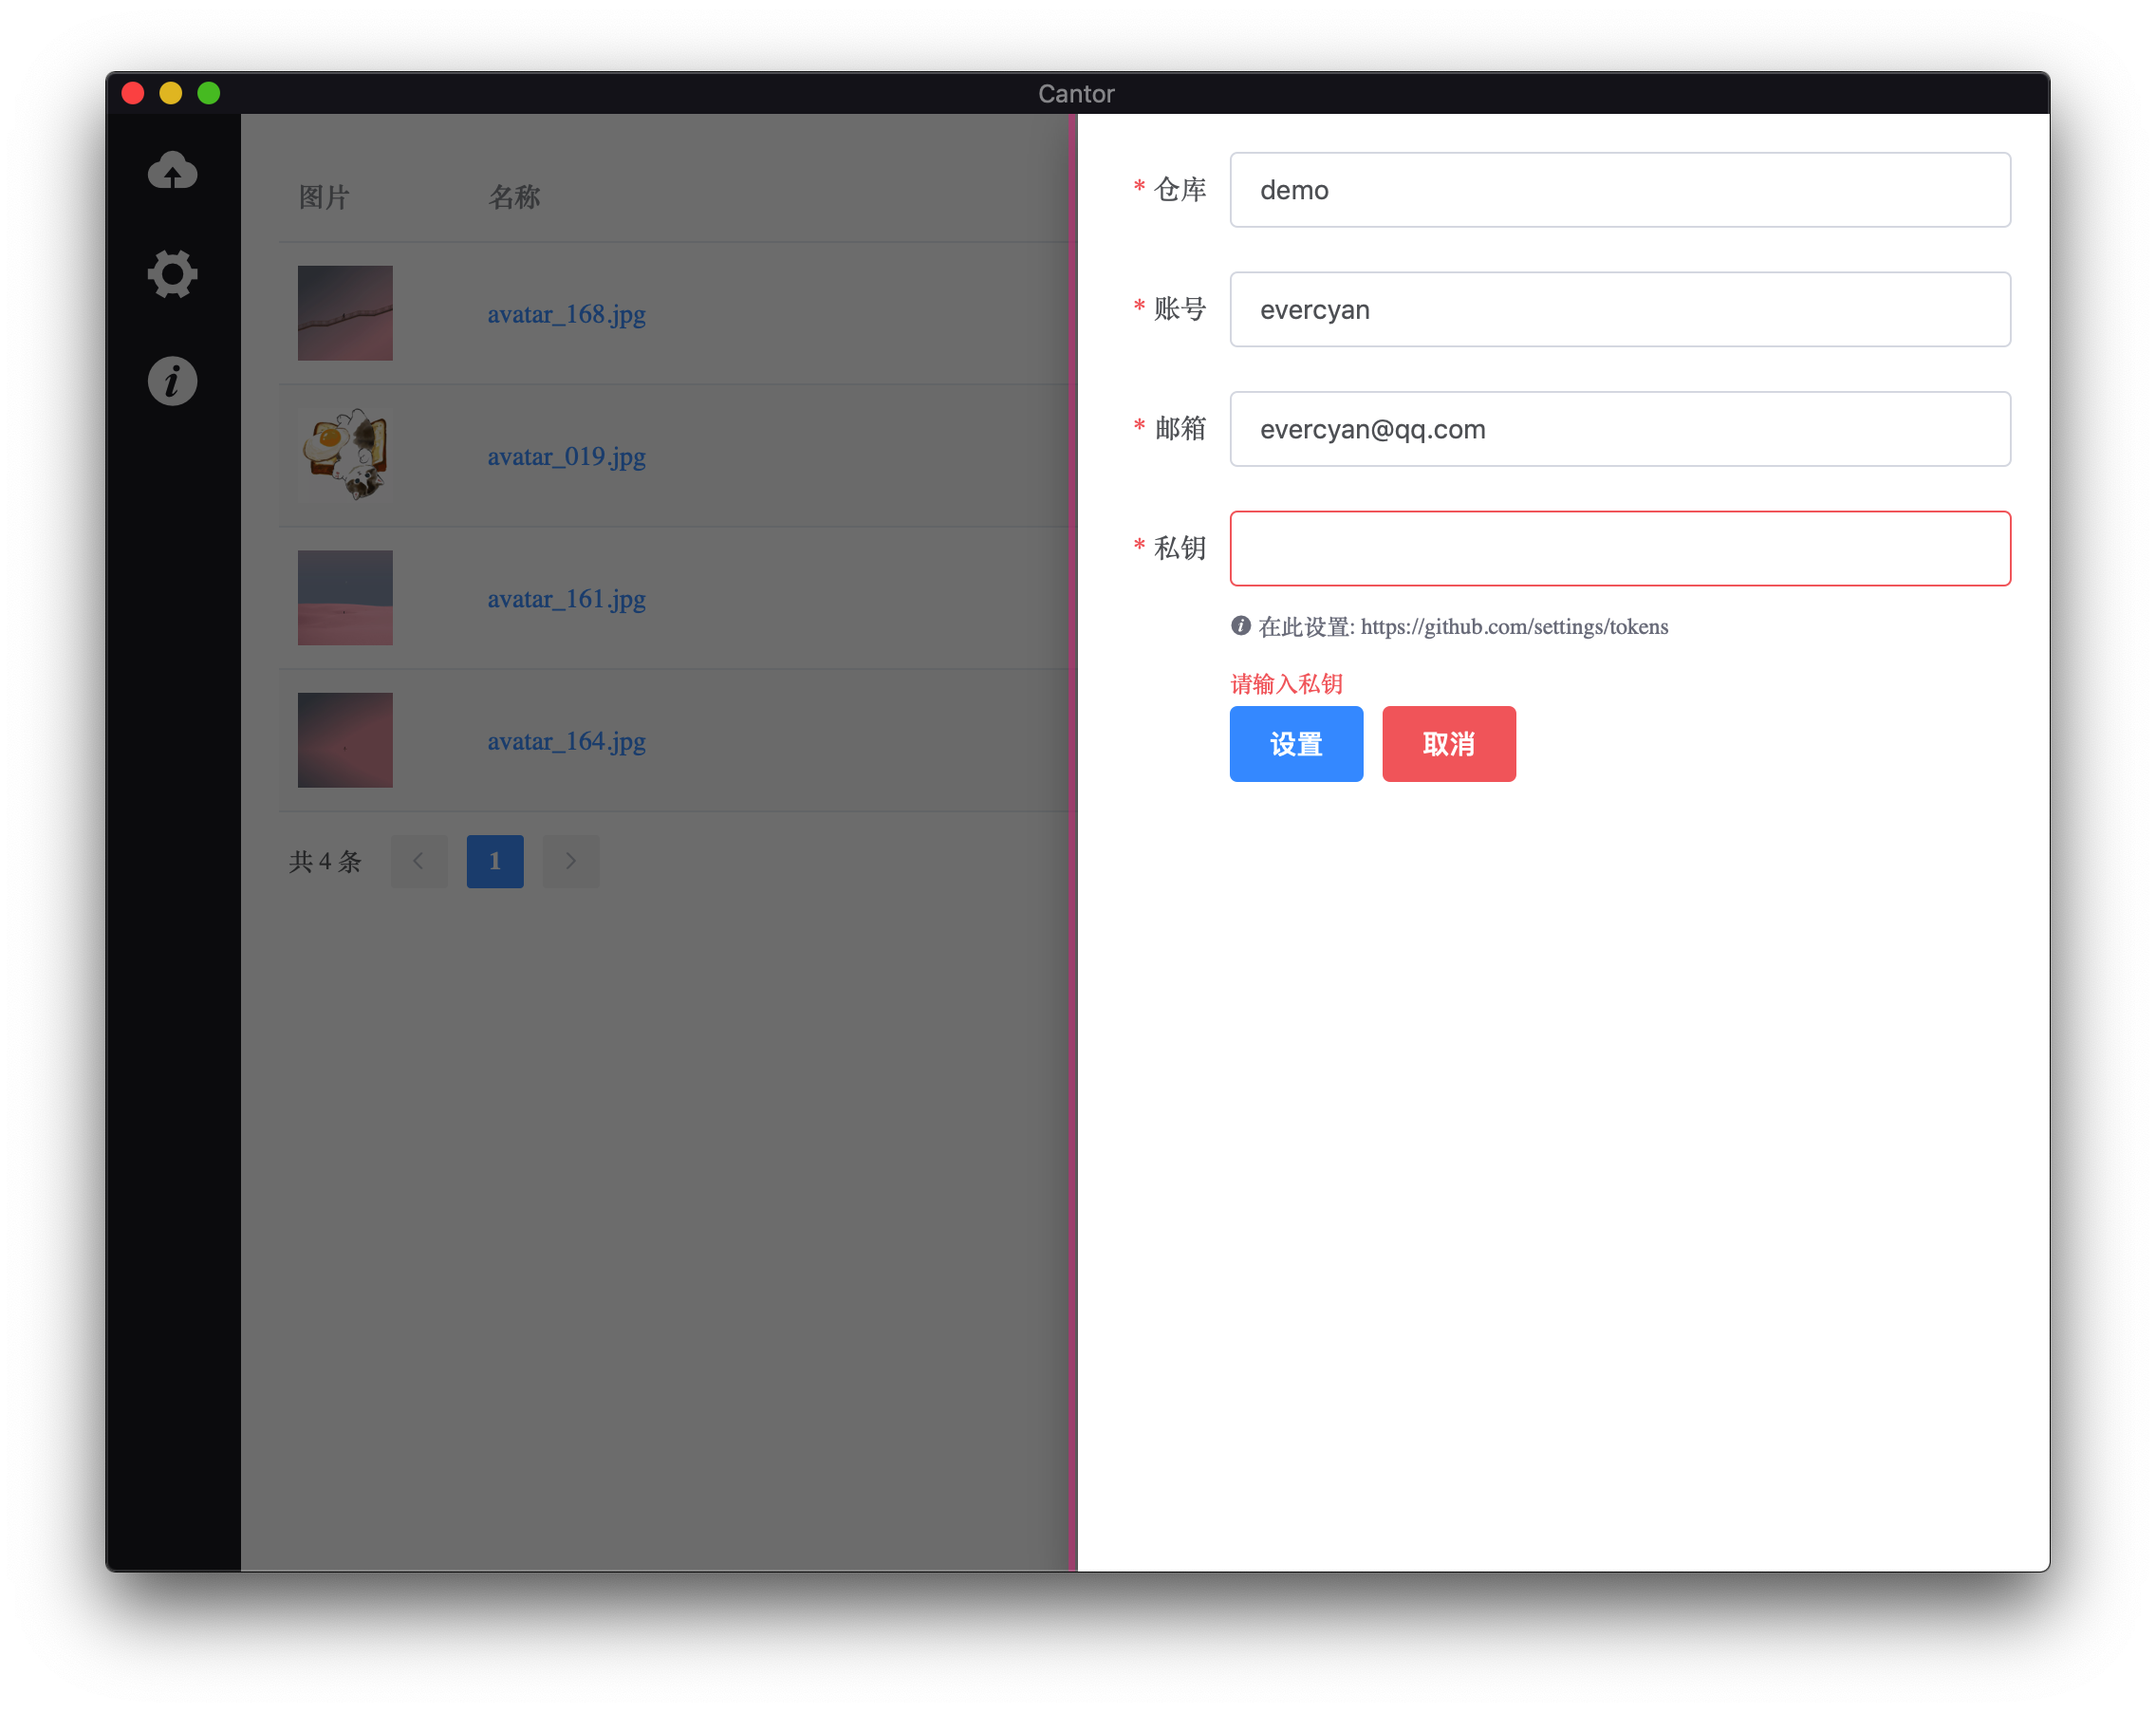 Cantor
图片 名称
avatar_168.jpg
avatar_019.jpg
avatar_161.jpg
avatar_164.jpg
共 4 条 1
* 仓库 demo
* 账号 evercyan
* 邮箱 evercyan@qq.com
* 私钥
在此设置: https://github.com/settings/tokens
请输入私钥
设置 取消